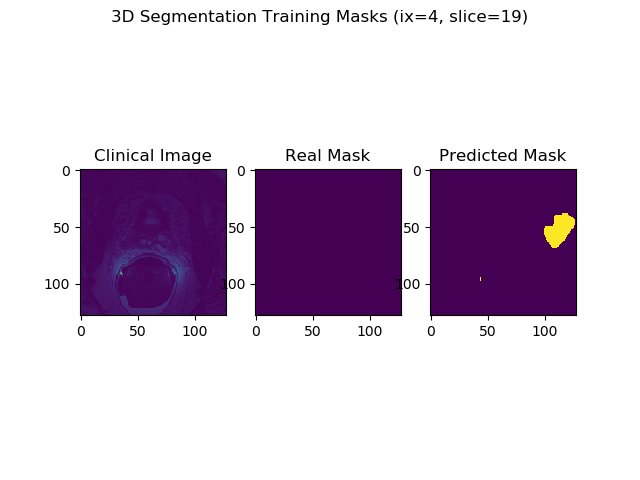 3D Segmentation Training Masks (ix=4, slice=19)
Clinical Image Real Mask Predicted Mask
0 0 0
50 50 50
100 100 100
0 50 100 0 50 100 0 50 100